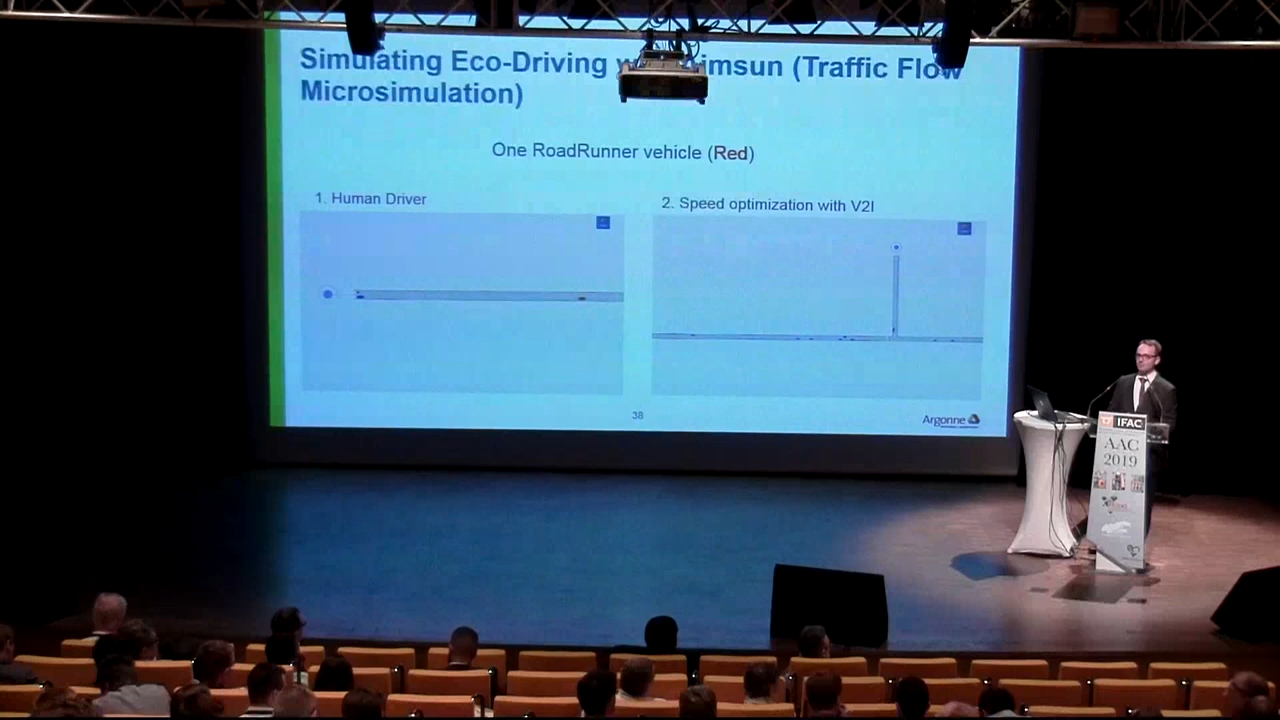 Simulating Eco-Driving imsun (Traffic Flow
Microsimulation)
One RoadRunner vehicle (Red)
1. Human Driver
2. Speed optimization with V2I
38
Argonne
IFAC
AAC
2019